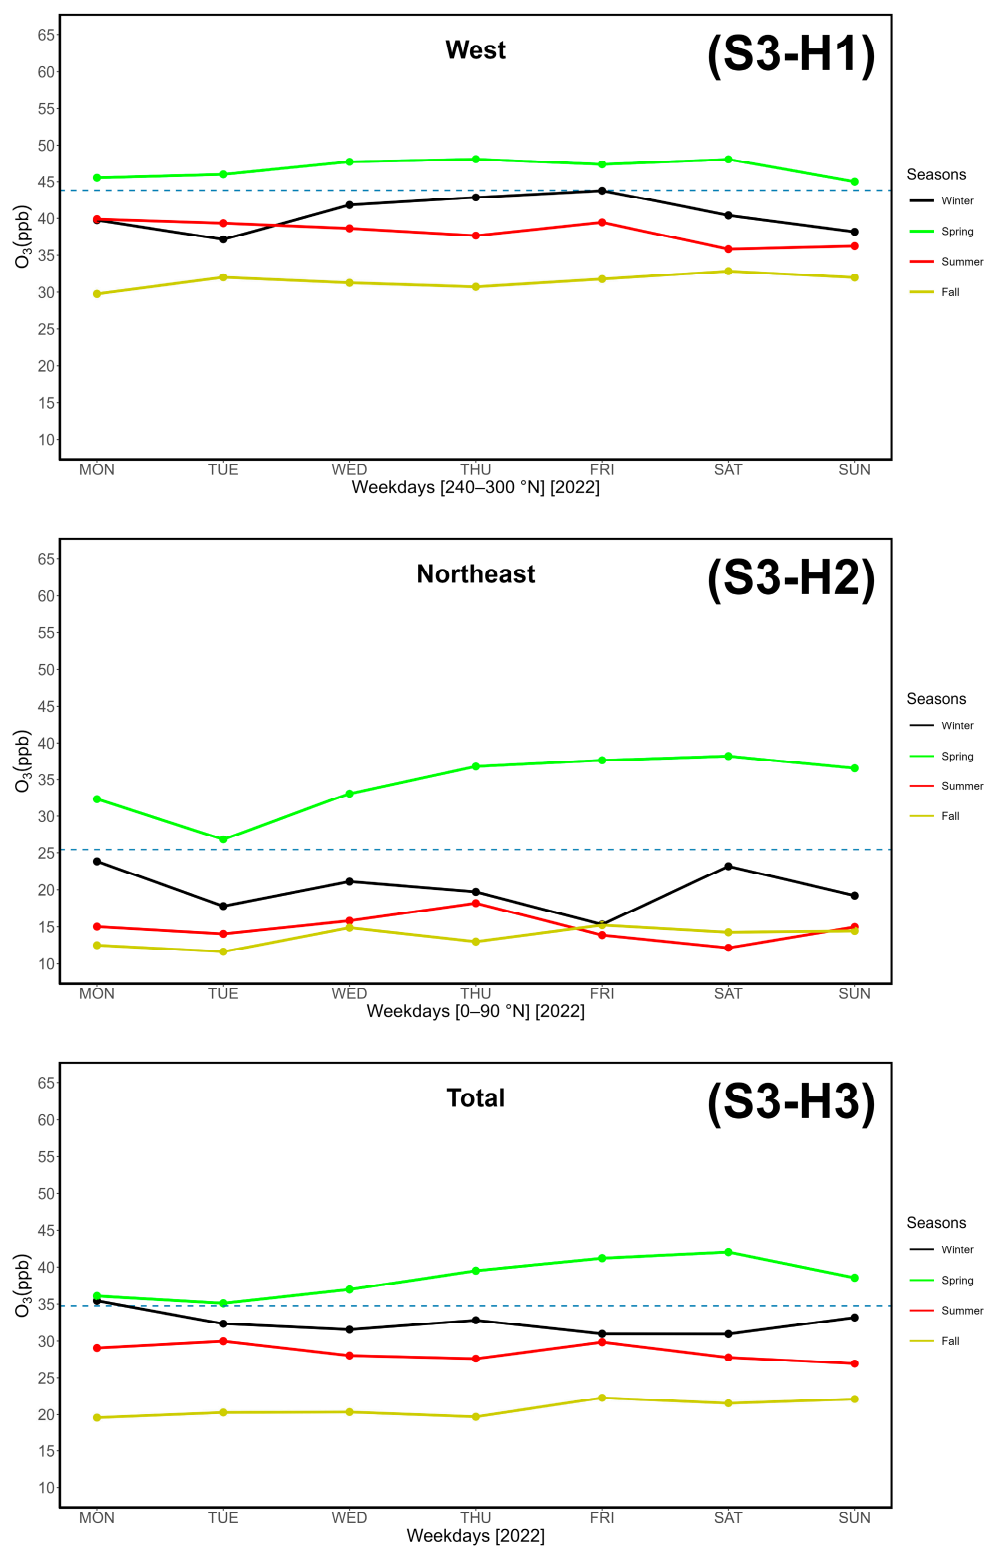 West
(S3-H1)
65
60
55
50
45
40
35
30
25
20
15
10
O₃(ppb)
MON TUE WED THU FRI SAT SUN
Weekdays [240–300 °N] [2022]
Seasons
Winter
Spring
Summer
Fall
Northeast
(S3-H2)
65
60
55
50
45
40
35
30
25
20
15
10
O₃(ppb)
MON TUE WED THU FRI SAT SUN
Weekdays [0–90 °N] [2022]
Seasons
Winter
Spring
Summer
Fall
Total
(S3-H3)
65
60
55
50
45
40
35
30
25
20
15
10
O₃(ppb)
MON TUE WED THU FRI SAT SUN
Weekdays [2022]
Seasons
Winter
Spring
Summer
Fall